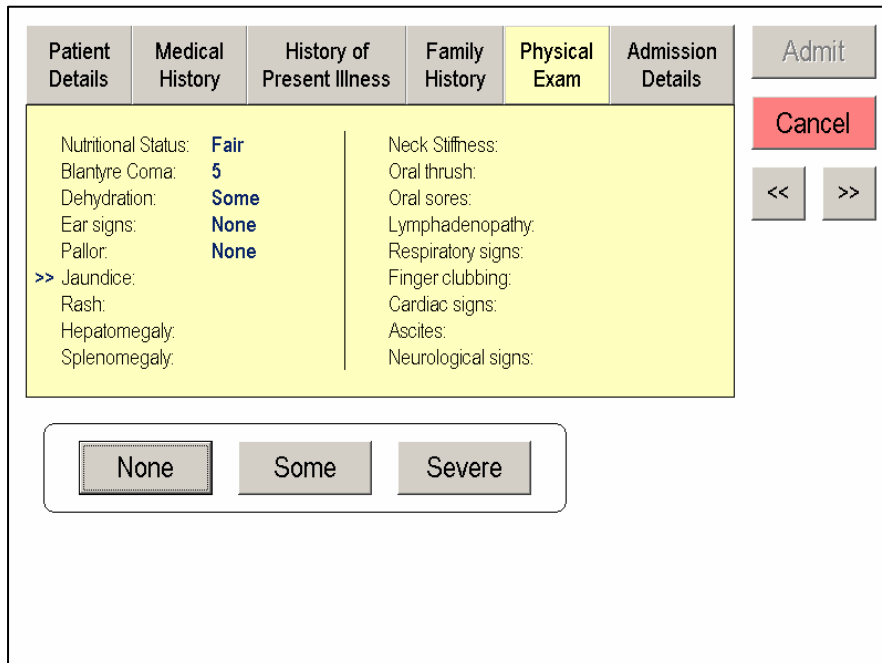 Patient Details
Medical History
History of Present Illness
Family History
Physical Exam
Admission Details
Admit
Cancel
<<
>>
Nutritional Status: Fair
Blantyre Coma: 5
Dehydration: Some
Ear signs: None
Pallor: None
>> Jaundice:
Rash:
Hepatomegaly:
Splenomegaly:
Neck Stiffness:
Oral thrush:
Oral sores:
Lymphadenopathy:
Respiratory signs:
Finger clubbing:
Cardiac signs:
Ascites:
Neurological signs:
None
Some
Severe